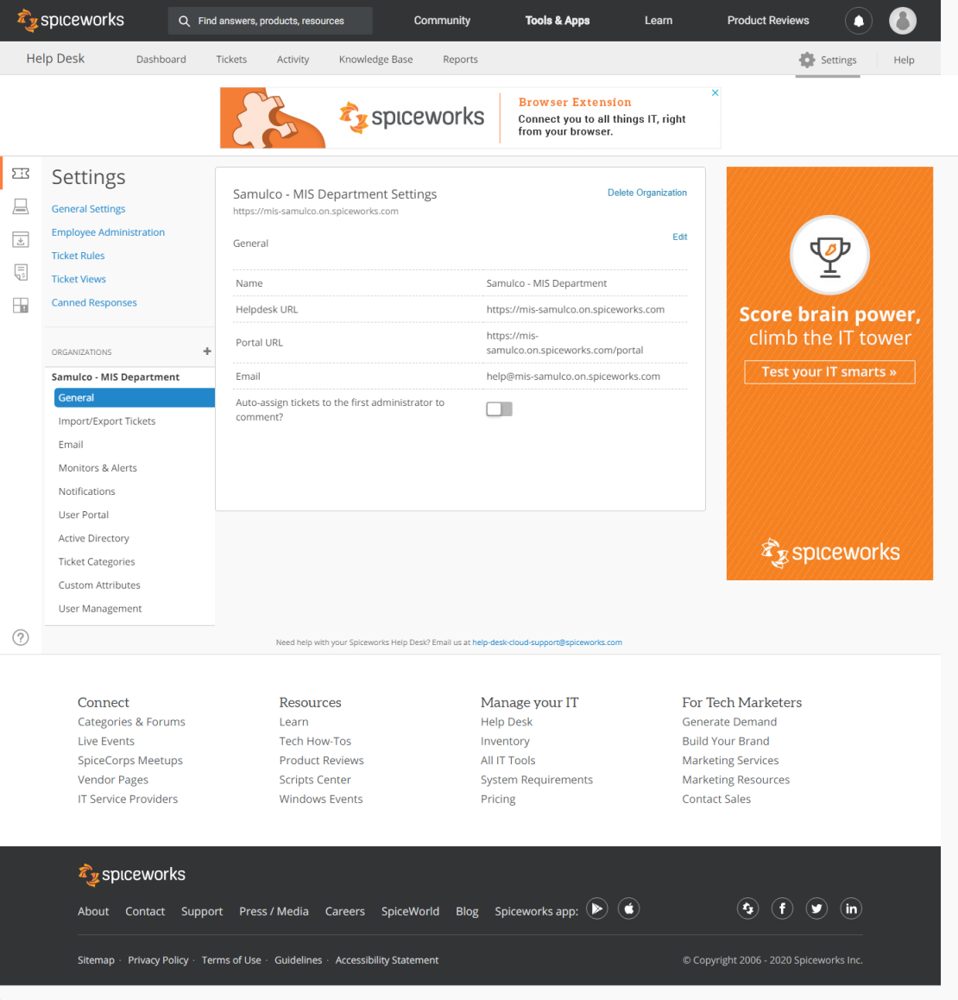 spiceworks
Find answers, products, resources
Community
Tools & Apps
Learn
Product Reviews
Help Desk
Dashboard
Tickets
Activity
Knowledge Base
Reports
Settings
Help
spiceworks
Browser Extension
Connect you to all things IT, right
from your browser.
Settings
General Settings
Employee Administration
Ticket Rules
Ticket Views
Canned Responses
ORGANIZATIONS
+
Samulco - MIS Department
General
Import/Export Tickets
Email
Monitors & Alerts
Notifications
User Portal
Active Directory
Ticket Categories
Custom Attributes
User Management
Samulco - MIS Department Settings
Delete Organization
https://mis-samulco.on.spiceworks.com
General
Edit
Name
Samulco - MIS Department
Helpdesk URL
https://mis-samulco.on.spiceworks.com
Portal URL
https://mis-
samulco.on.spiceworks.com/portal
Email
help@mis-samulco.on.spiceworks.com
Auto-assign tickets to the first administrator to
comment?
Score brain power,
climb the IT tower
Test your IT smarts »
spiceworks
Need help with your Spiceworks Help Desk? Email us at help-desk-cloud-support@spiceworks.com
Connect
Categories & Forums
Live Events
SpiceCorps Meetups
Vendor Pages
IT Service Providers
Resources
Learn
Tech How-Tos
Product Reviews
Scripts Center
Windows Events
Manage your IT
Help Desk
Inventory
All IT Tools
System Requirements
Pricing
For Tech Marketers
Generate Demand
Build Your Brand
Marketing Services
Marketing Resources
Contact Sales
spiceworks
About
Contact
Support
Press / Media
Careers
SpiceWorld
Blog
Spiceworks app:
Sitemap · Privacy Policy · Terms of Use · Guidelines · Accessibility Statement
© Copyright 2006 - 2020 Spiceworks Inc.